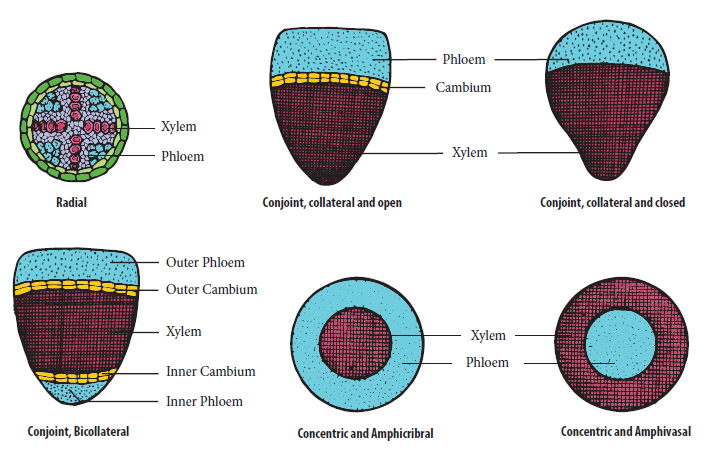 Xylem
Phloem
Radial
Phloem
Cambium
Xylem
Conjoint, collateral and open
Conjoint, collateral and closed
Outer Phloem
Outer Cambium
Xylem
Inner Cambium
Inner Phloem
Conjoint, Bicollateral
Xylem
Phloem
Concentric and Amphicribral
Concentric and Amphivasal